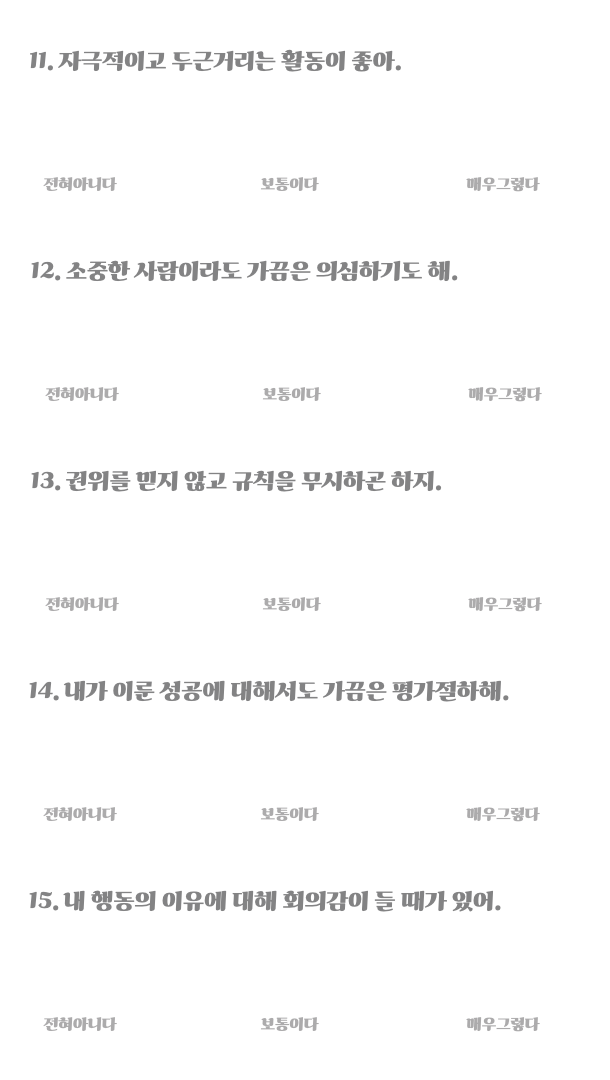 11. 자극적이고 두근거리는 활동이 좋아.
전혀아니다 보통이다 매우그렇다
12. 소중한 사람이라도 가끔은 의심하기도 해.
전혀아니다 보통이다 매우그렇다
13. 권위를 믿지 않고 규칙을 무시하곤 하지.
전혀아니다 보통이다 매우그렇다
14. 내가 이룬 성공에 대해서도 가끔은 평가절하해.
전혀아니다 보통이다 매우그렇다
15. 내 행동의 이유에 대해 회의감이 들 때가 있어.
전혀아니다 보통이다 매우그렇다